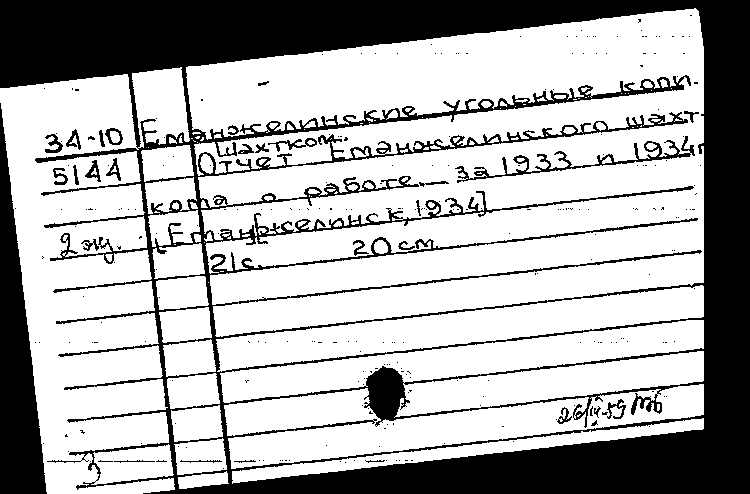 34-10 Еманжелинские угольные копи.
Шахтком.
5144 Отчет Еманжелинского шахт-
кома о работе за 1933 и 1934 г
2 экз. [Еманжелинск, 1934]
21 с. 20 см.
26/II-59
3